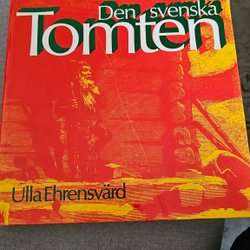 Den svenska
Tomten
Ulla Ehrensvärd